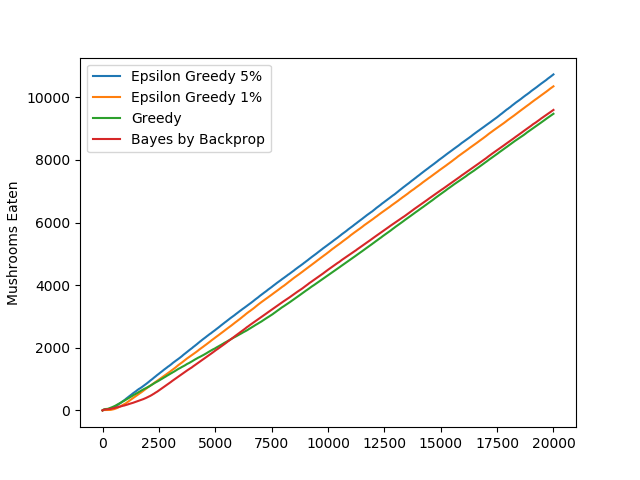 Epsilon Greedy 5%
Epsilon Greedy 1%
Greedy
Bayes by Backprop
Mushrooms Eaten
10000
8000
6000
4000
2000
0
0 2500 5000 7500 10000 12500 15000 17500 20000